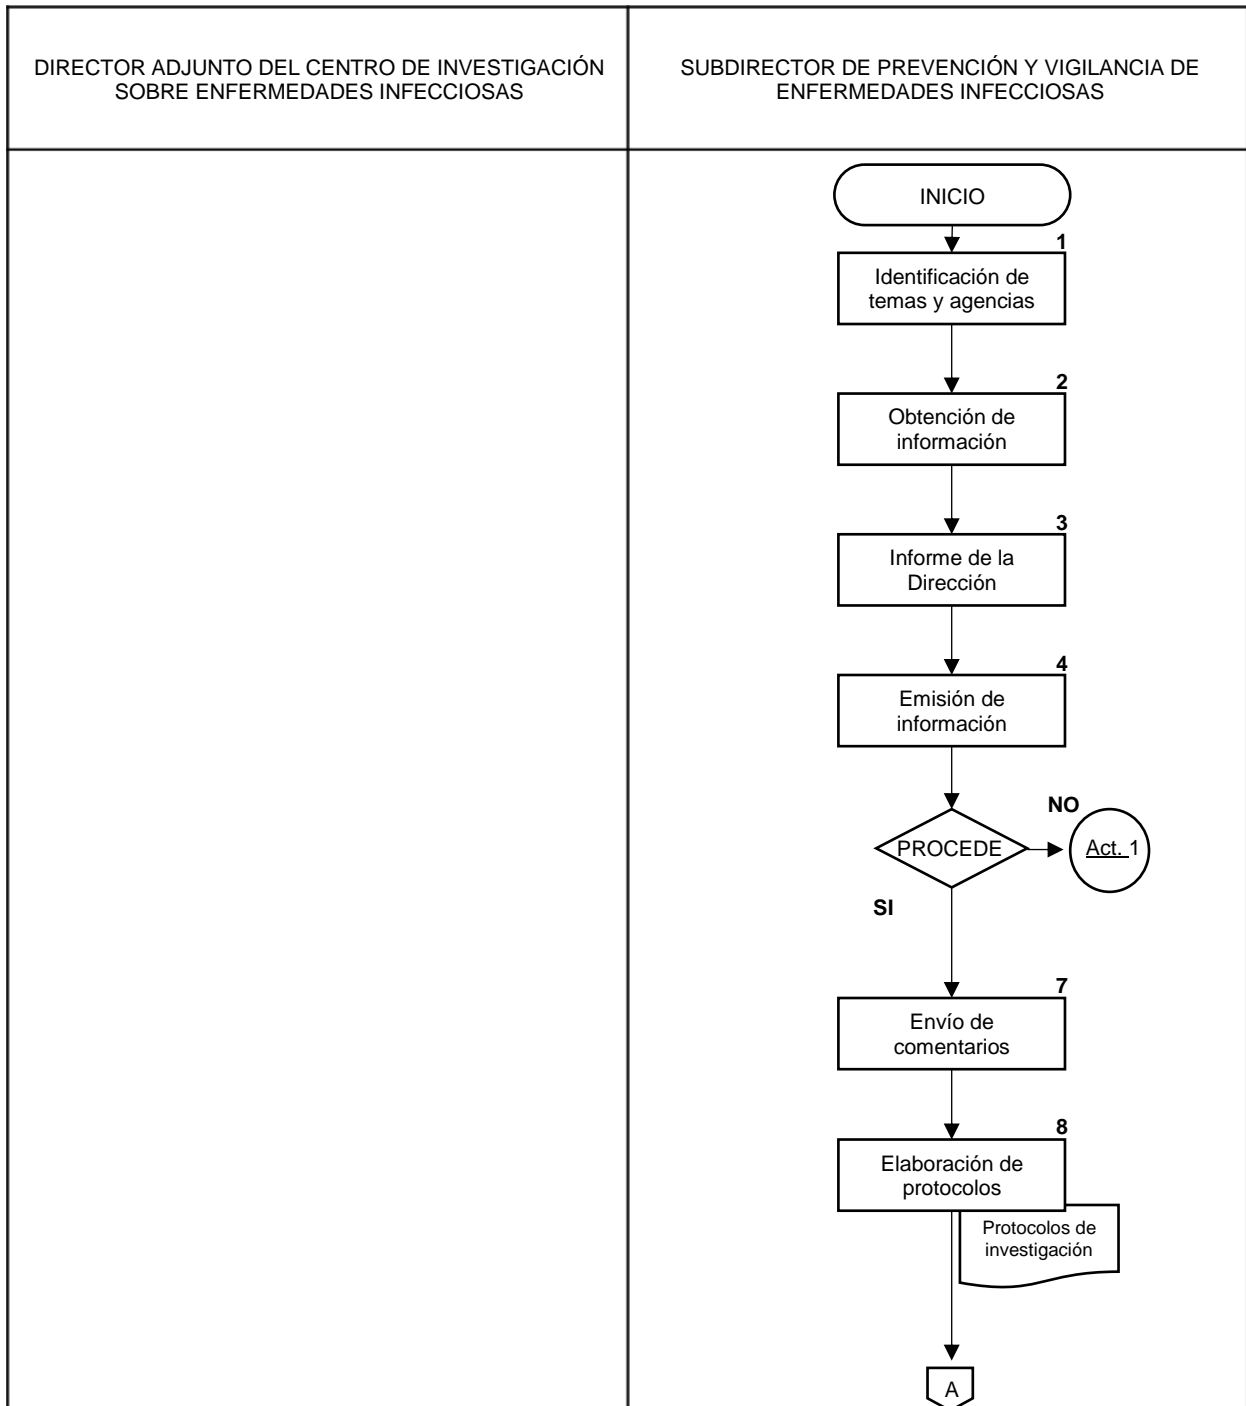 DIRECTOR ADJUNTO DEL CENTRO DE INVESTIGACIÓN
SOBRE ENFERMEDADES INFECCIOSAS
SUBDIRECTOR DE PREVENCIÓN Y VIGILANCIA DE
ENFERMEDADES INFECCIOSAS
INICIO
1
Identificación de
temas y agencias
2
Obtención de
información
3
Informe de la
Dirección
4
Emisión de
información
PROCEDE
NO
Act. 1
SI
7
Envío de
comentarios
8
Elaboración de
protocolos
Protocolos de
investigación
A